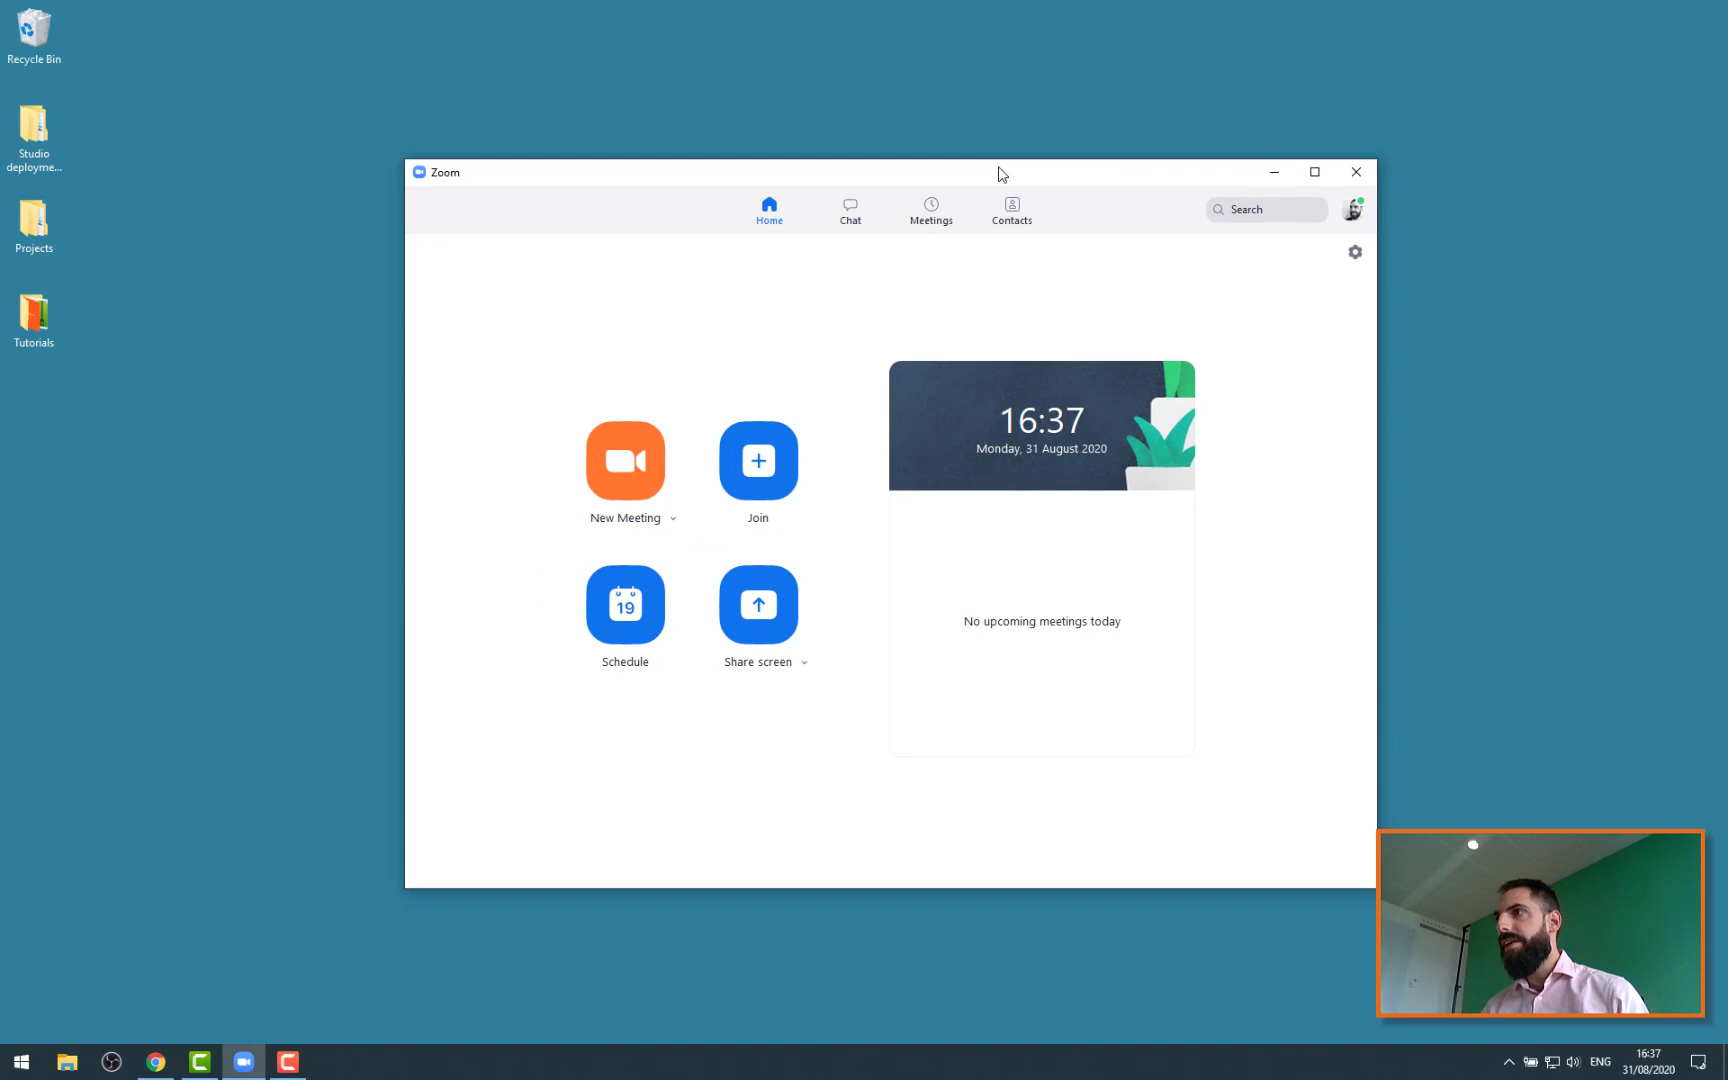 Recycle Bin
Studio
deployme...
Projects
Tutorials
Zoom
Home
Chat
Meetings
Contacts
Search
16:37
Monday, 31 August 2020
New Meeting
Join
19
Schedule
Share screen
No upcoming meetings today
ENG
16:37
31/08/2020